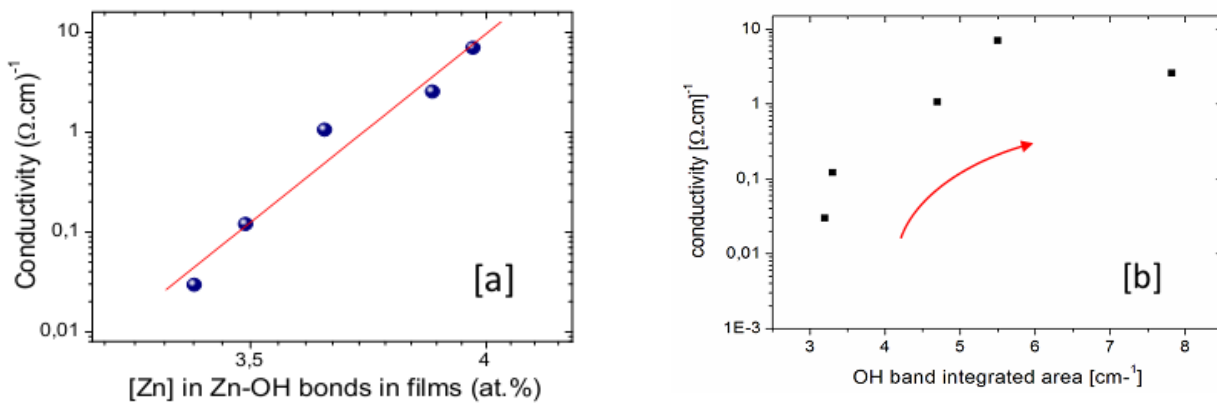 10
1
0,1
0,01
Conductivity (Ω.cm)⁻¹
[a]
3,5
4
[Zn] in Zn-OH bonds in films (at.%)
10
1
0,1
0,01
1E-3
conductivity [Ω.cm]⁻¹
[b]
3
4
5
6
7
8
OH band integrated area [cm-¹]